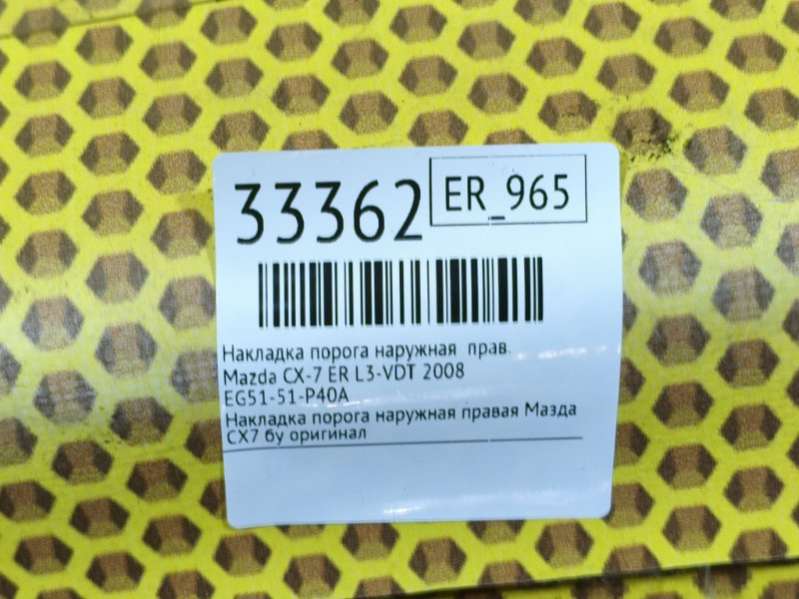 33362
ER_965
Накладка порога наружная прав.
Mazda CX-7 ER L3-VDT 2008
EG51-51-P40A
Накладка порога наружная правая Мазда
СХ7 бу оригинал